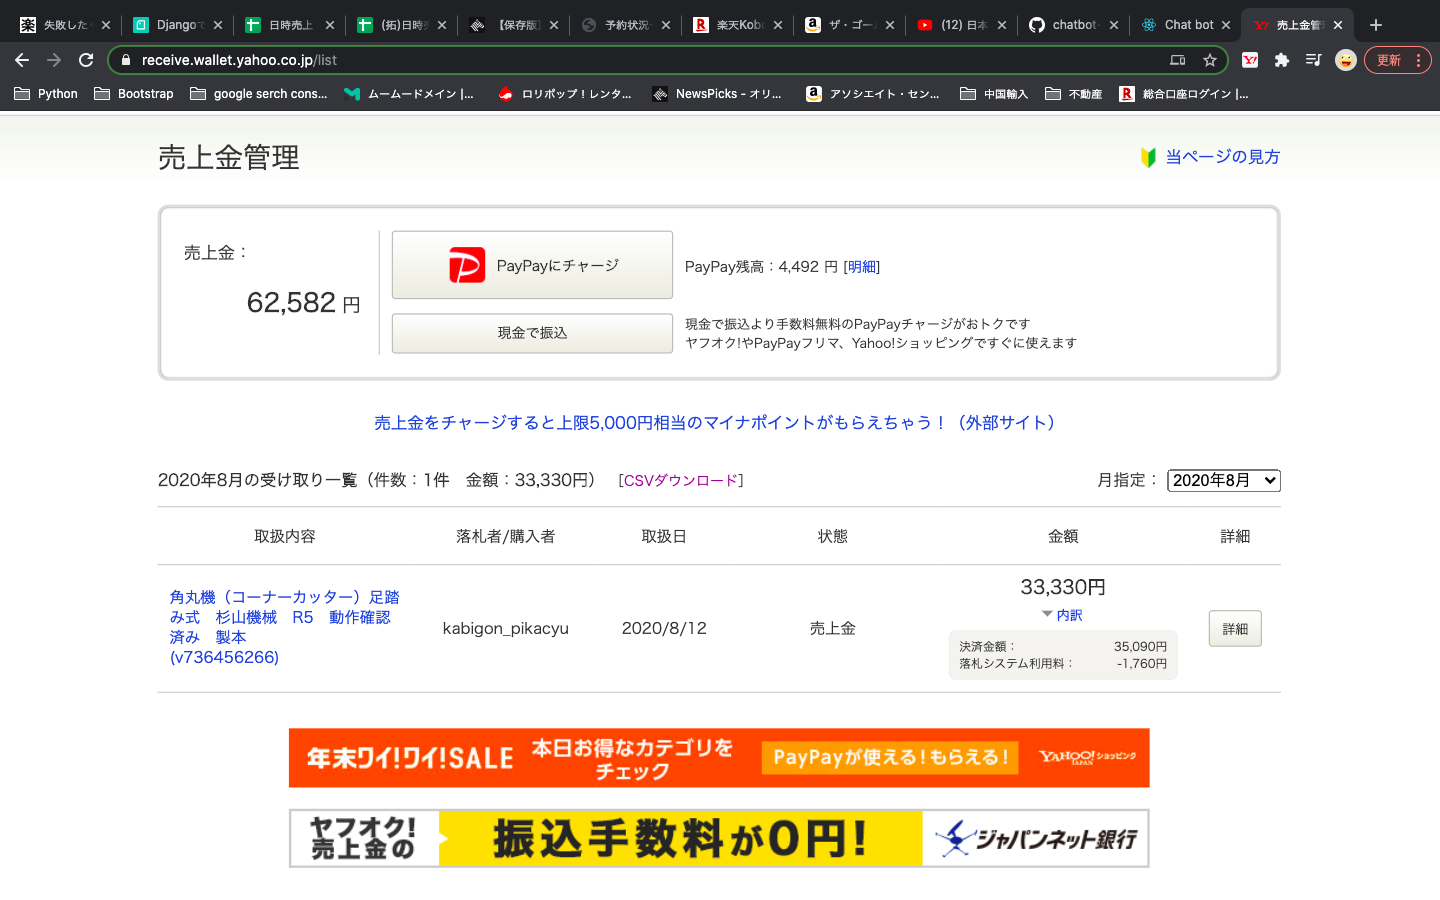 失敗した
Djangoで
日時売上
(拓)日時
【保存版】
予約状況
楽天Kobo
ザ・ゴー
(12) 日本
chatbot-
Chat bot
売上金管
receive.wallet.yahoo.co.jp/list
更新
Python
Bootstrap
google serch cons...
ムームードメイン |...
ロリポップ！レンタ...
NewsPicks - オリ...
アソシエイト・セン...
中国輸入
不動産
総合口座ログイン |...
売上金管理
当ページの見方
売上金：
62,582 円
PayPayにチャージ
PayPay残高：4,492 円 [明細]
現金で振込
現金で振込より手数料無料のPayPayチャージがおトクです
ヤフオク!やPayPayフリマ、Yahoo!ショッピングですぐに使えます
売上金をチャージすると上限5,000円相当のマイナポイントがもらえちゃう！（外部サイト）
2020年8月の受け取り一覧（件数：1件　金額：33,330円）　[CSVダウンロード]
月指定： 2020年8月
取扱内容　落札者/購入者　取扱日　状態　金額　詳細
角丸機（コーナーカッター）足踏
み式　杉山機械　R5　動作確認
済み　製本
(v736456266)
kabigon_pikacyu
2020/8/12
売上金
33,330円
内訳
決済金額： 35,090円
落札システム利用料： -1,760円
詳細
年末ワイ!ワイ!SALE
本日お得なカテゴリを
チェック
PayPayが使える!もらえる!
YAHOO!ショッピング
JAPAN
ヤフオク!
売上金の
振込手数料が0円!
ジャパンネット銀行